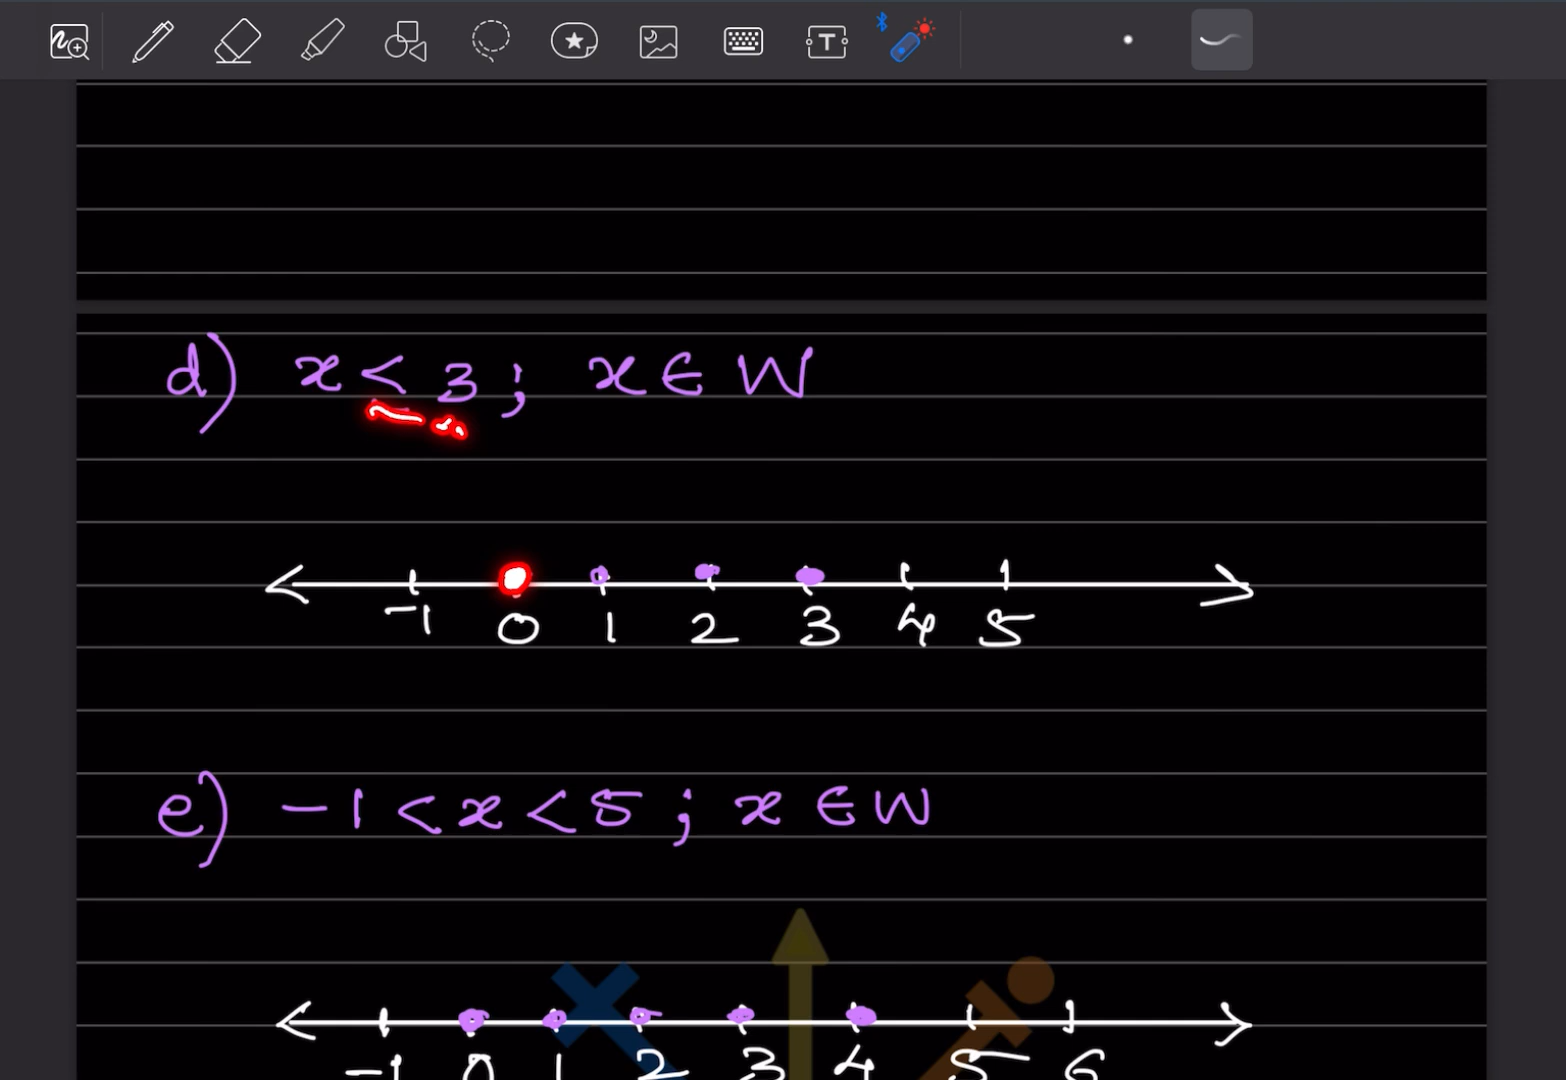 d) x < 3 ; x ∈ W
-1 0 1 2 3 4 5
e) -1 < x < 5 ; x ∈ W
-1 0 1 2 3 4 5 6